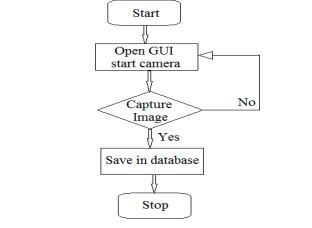 Start
Open GUI
start camera
Capture
Image
No
Yes
Save in database
Stop